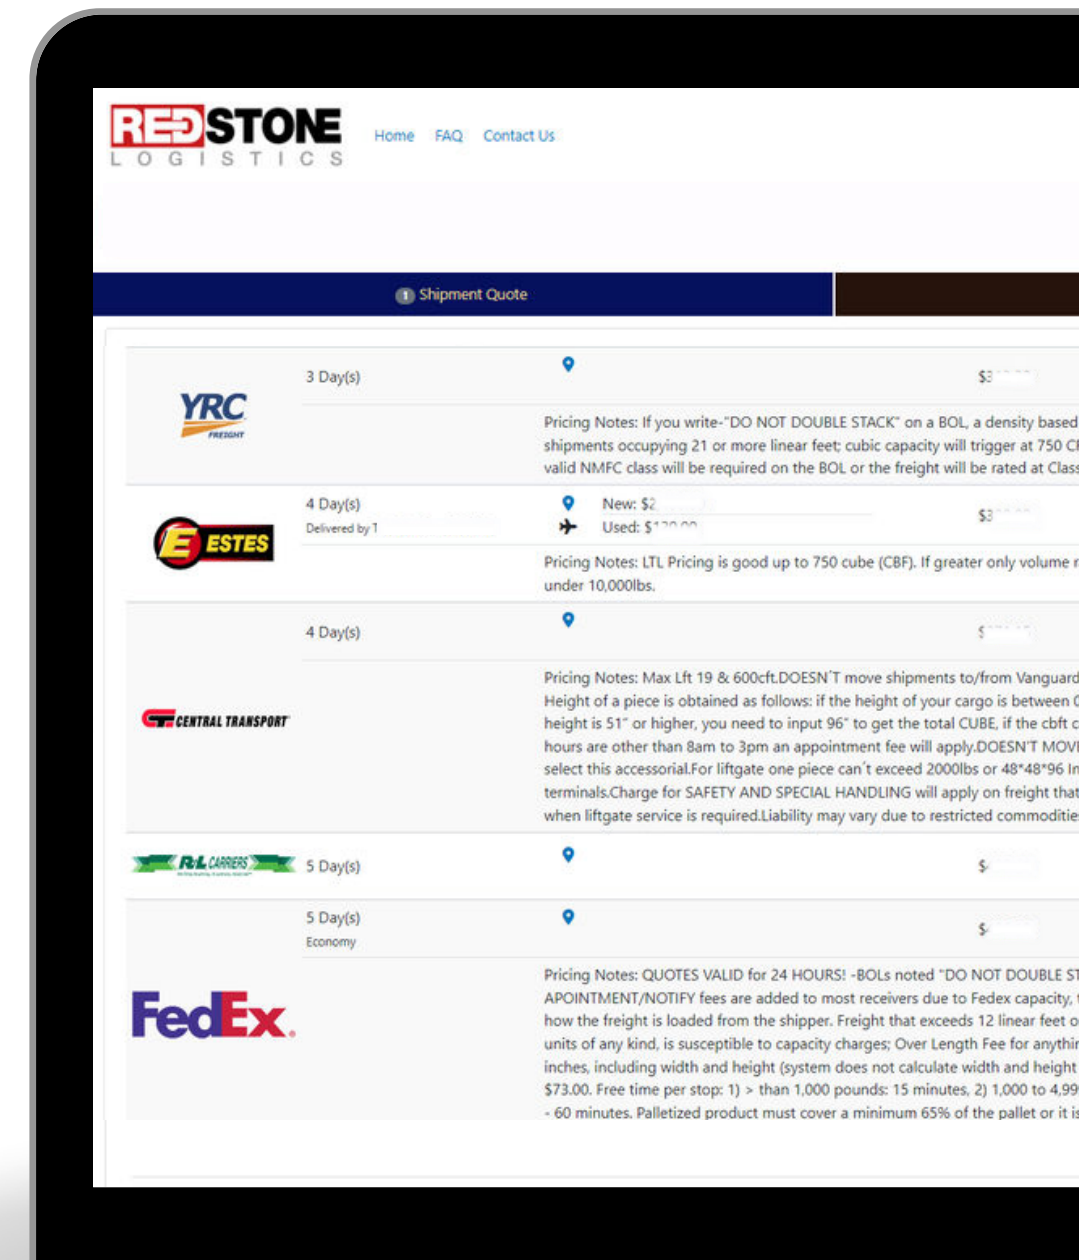 REDSTONE
LOGISTICS
Home FAQ Contact Us
1 Shipment Quote
YRC
FREIGHT
3 Day(s)
$3
Pricing Notes: If you write-"DO NOT DOUBLE STACK" on a BOL, a density based
shipments occupying 21 or more linear feet; cubic capacity will trigger at 750
valid NMFC class will be required on the BOL or the freight will be rated at Class
E ESTES
4 Day(s)
Delivered by
New: $2
Used: $
$3
Pricing Notes: LTL Pricing is good up to 750 cube (CBF). If greater only volume
under 10,000lbs.
CENTRAL TRANSPORT
4 Day(s)
$
Pricing Notes: Max Lft 19 & 600cft.DOESN´T move shipments to/from Vanguard
Height of a piece is obtained as follows: if the height of your cargo is between
height is 51" or higher, you need to input 96" to get the total CUBE, if the cbft
hours are other than 8am to 3pm an appointment fee will apply.DOESN'T MOVE
select this accessorial.For liftgate one piece can´t exceed 2000lbs or 48*48*96 In
terminals.Charge for SAFETY AND SPECIAL HANDLING will apply on freight that
when liftgate service is required.Liability may vary due to restricted commodities
R+L CARRIERS
5 Day(s)
$
FedEx.
5 Day(s)
Economy
$
Pricing Notes: QUOTES VALID for 24 HOURS! -BOLs noted "DO NOT DOUBLE
APOINTMENT/NOTIFY fees are added to most receivers due to Fedex capacity,
how the freight is loaded from the shipper. Freight that exceeds 12 linear feet
units of any kind, is susceptible to capacity charges; Over Length Fee for
inches, including width and height (system does not calculate width and height
$73.00. Free time per stop: 1) > than 1,000 pounds: 15 minutes, 2) 1,000 to 4,99
- 60 minutes. Palletized product must cover a minimum 65% of the pallet or it is